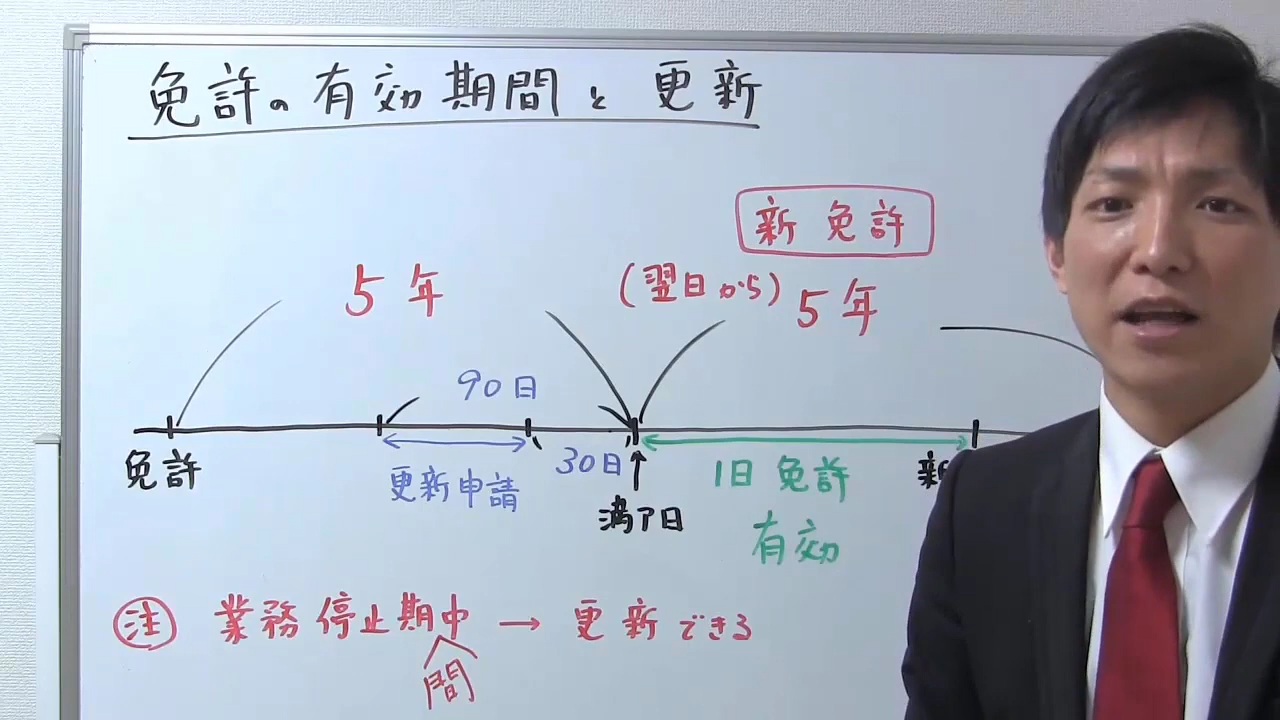 免許の有効期間と更新
新免許
5年
(翌日から) 5年
90日
免許
更新申請
30日
満了日
1日免許
有効
新
注 業務停止期中 → 更新できる
間